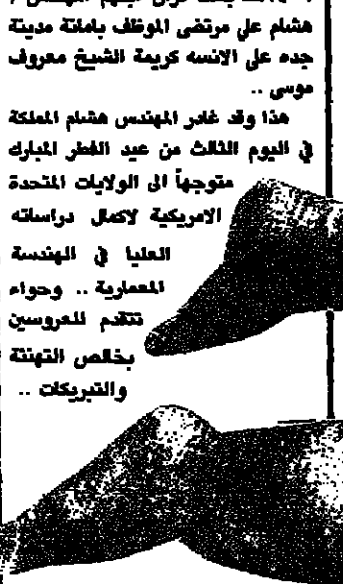 هشام علي مرتضى الموظف بامانة مدينة
جده على الانسه كريمة الشيخ معروف
موسى ..
هذا وقد غادر المهندس هشام المملكة
في اليوم الثالث من عيد الفطر المبارك
متوجهاً الى الولايات المتحدة
الامريكية لاكمال دراساته
العليا في الهندسة
المعمارية .. وحواء
تتقدم للعروسين
بخالص التهنئة
والتبريكات ..